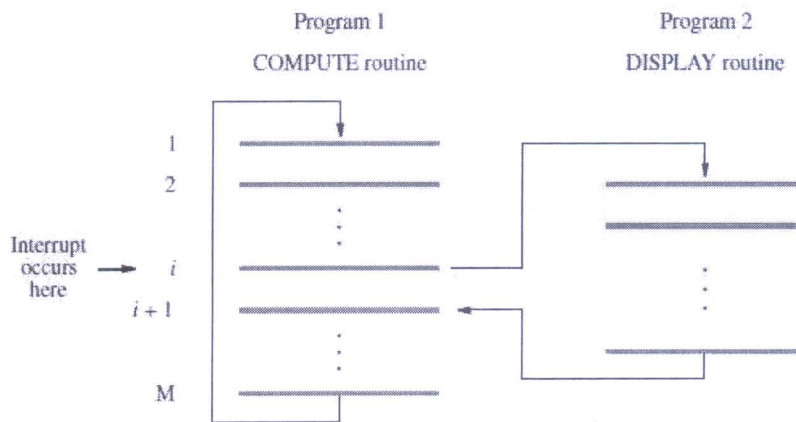 Program 1
COMPUTE routine
Program 2
DISPLAY routine
1
2
Interrupt
occurs
here
i
i + 1
M